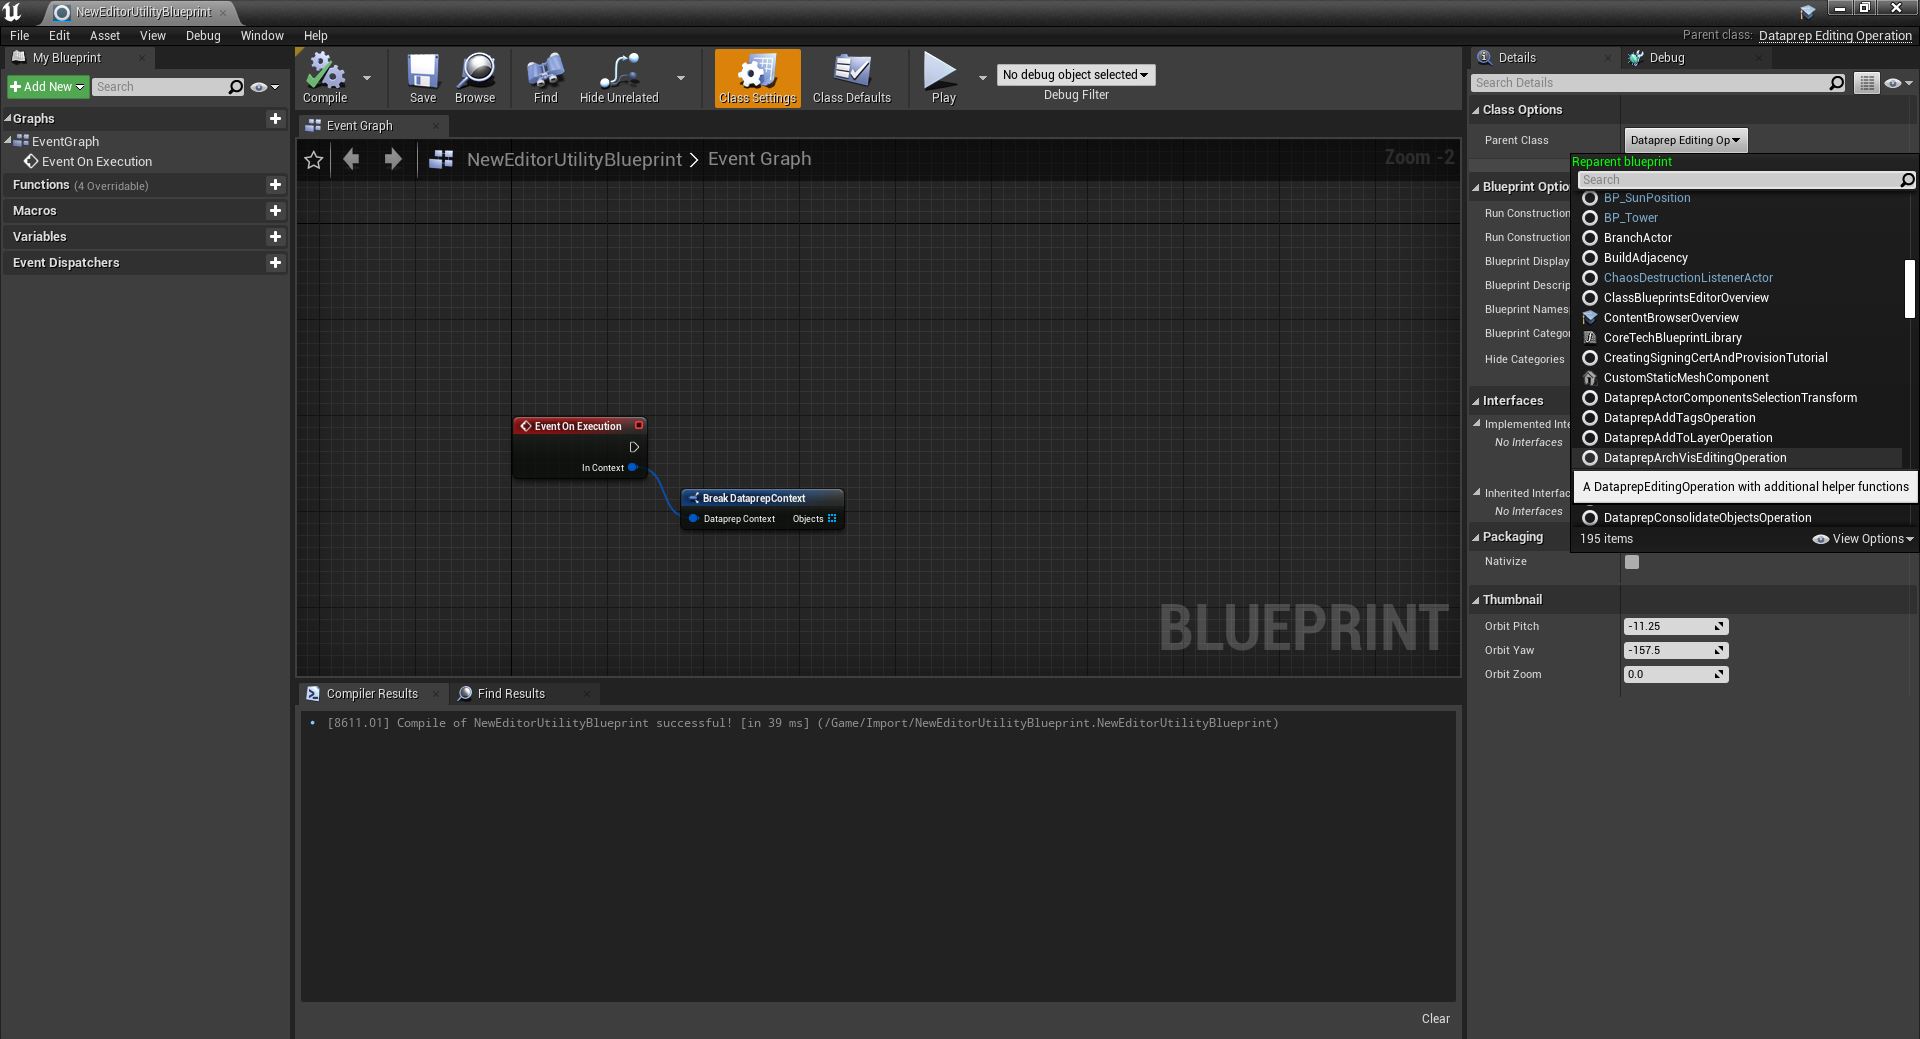 NewEditorUtilityBlueprint
File Edit Asset View Debug Window Help
Parent class: Dataprep Editing Operation
My Blueprint
Add New
Search
Graphs
EventGraph
Event On Execution
Functions (4 Overridable)
Macros
Variables
Event Dispatchers
Compile
Save
Browse
Find
Hide Unrelated
Class Settings
Class Defaults
Play
No debug object selected
Debug Filter
Event Graph
NewEditorUtilityBlueprint > Event Graph
Zoom -2
Event On Execution
In Context
Break DataprepContext
Dataprep Context Objects
BLUEPRINT
Compiler Results
Find Results
[8611.01] Compile of NewEditorUtilityBlueprint successful! [in 39 ms] (/Game/Import/NewEditorUtilityBlueprint.NewEditorUtilityBlueprint)
Clear
Details
Debug
Search Details
Class Options
Parent Class
Dataprep Editing Op
Reparent blueprint
Search
BP_SunPosition
BP_Tower
BranchActor
BuildAdjacency
ChaosDestructionListenerActor
ClassBlueprintsEditorOverview
ContentBrowserOverview
CoreTechBlueprintLibrary
CreatingSigningCertAndProvisionTutorial
CustomStaticMeshComponent
DataprepActorComponentsSelectionTransform
DataprepAddTagsOperation
DataprepAddToLayerOperation
DataprepArchVisEditingOperation
A DataprepEditingOperation with additional helper functions
DataprepConsolidateObjectsOperation
195 items
View Options
Blueprint Optio
Run Construction
Run Construction
Blueprint Display
Blueprint Descrip
Blueprint Names
Blueprint Catego
Hide Categories
Interfaces
Implemented Inte
No Interfaces
Inherited Interfac
No Interfaces
Packaging
Nativize
Thumbnail
Orbit Pitch -11.25
Orbit Yaw -157.5
Orbit Zoom 0.0